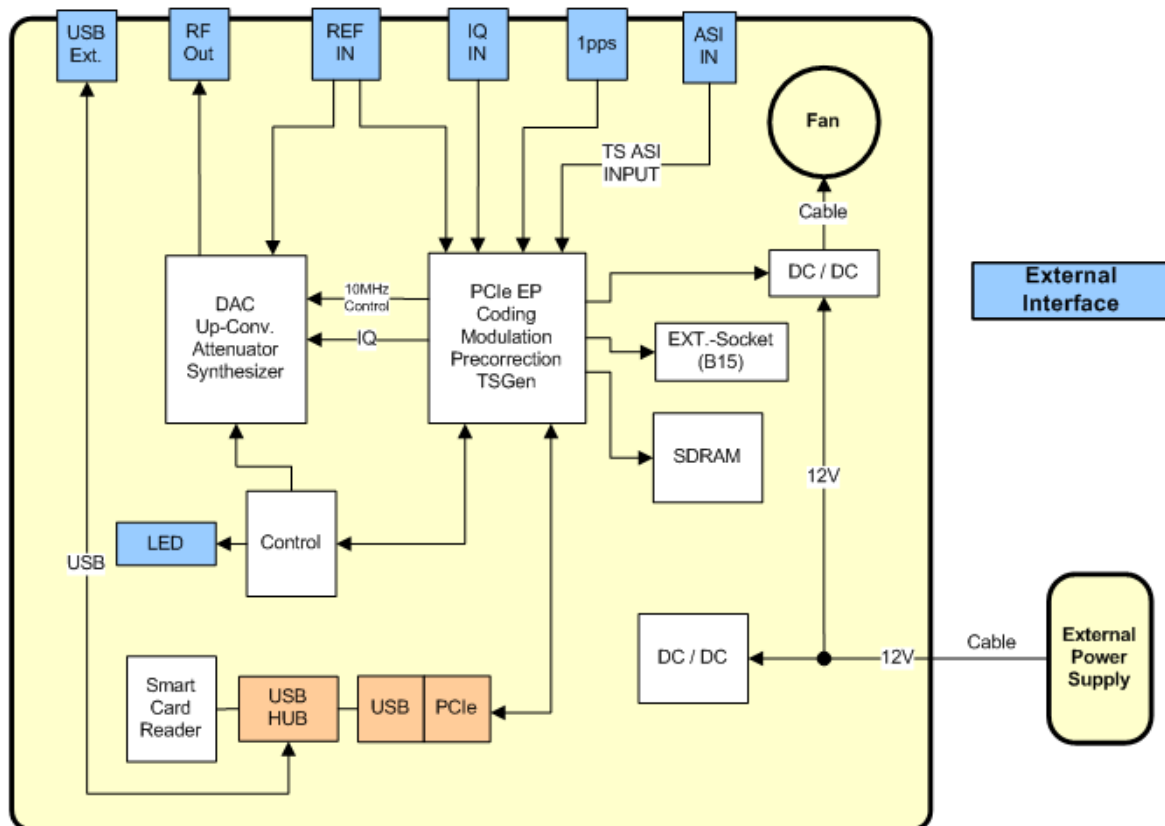 USB
Ext.
RF
Out
REF
IN
IQ
IN
1pps
ASI
IN
Fan
TS ASI
INPUT
Cable
DC / DC
External
Interface
DAC
Up-Conv.
Attenuator
Synthesizer
10MHz
Control
IQ
PCIe EP
Coding
Modulation
Precorrection
TSGen
EXT.-Socket
(B15)
SDRAM
12V
LED
Control
USB
DC / DC
12V
Cable
External
Power
Supply
Smart
Card
Reader
USB
HUB
USB
PCIe